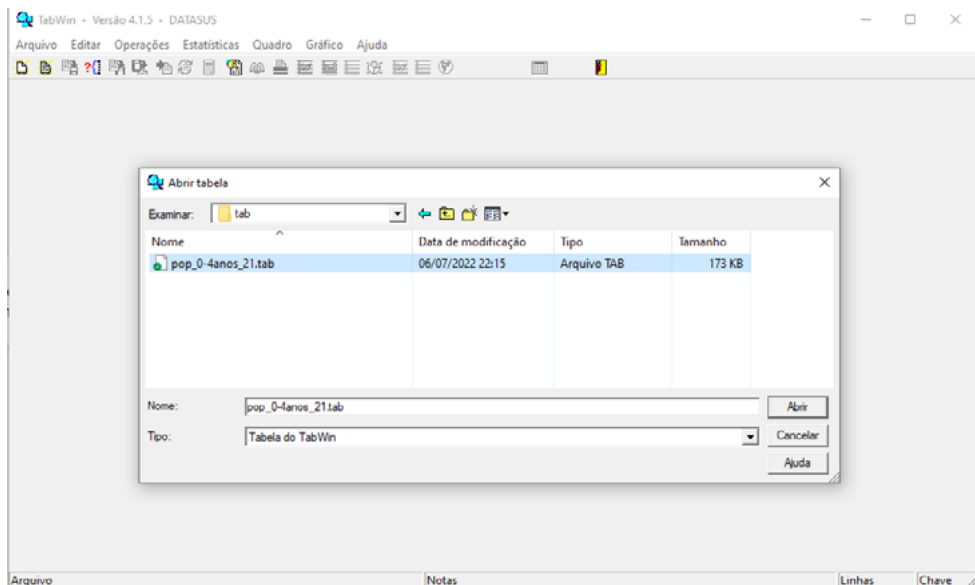 TabWin - Versão 4.1.5 - DATASUS
Arquivo Editar Operações Estatísticas Quadro Gráfico Ajuda
Abrir tabela
Examinar: tab
Nome Data de modificação Tipo Tamanho
pop_0-4anos_21.tab 06/07/2022 22:15 Arquivo TAB 173 KB
Nome: pop_0-4anos_21.tab Abrir
Tipo: Tabela do TabWin Cancelar
Ajuda
Arquivo Notas Linhas Chave